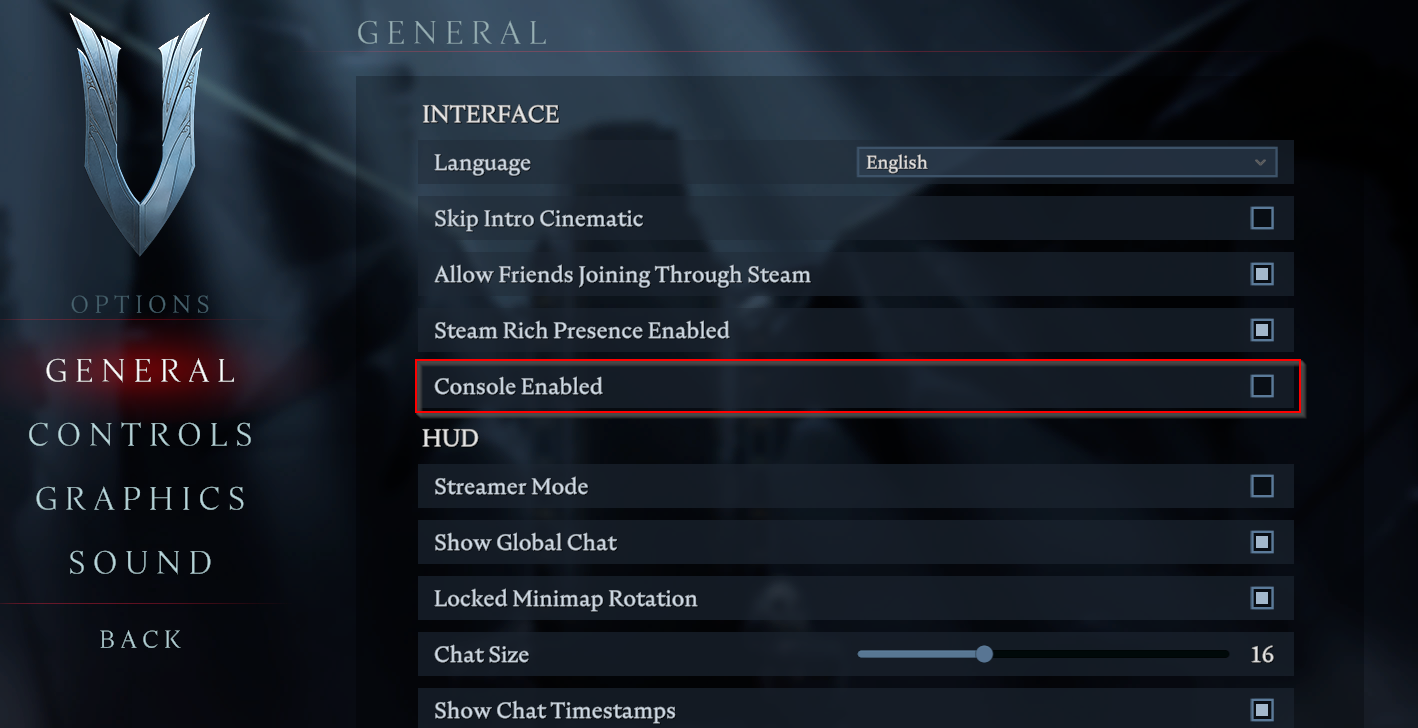 GENERAL
INTERFACE
Language English
Skip Intro Cinematic
Allow Friends Joining Through Steam
Steam Rich Presence Enabled
Console Enabled
HUD
Streamer Mode
Show Global Chat
Locked Minimap Rotation
Chat Size 16
Show Chat Timestamps
OPTIONS
GENERAL
CONTROLS
GRAPHICS
SOUND
BACK